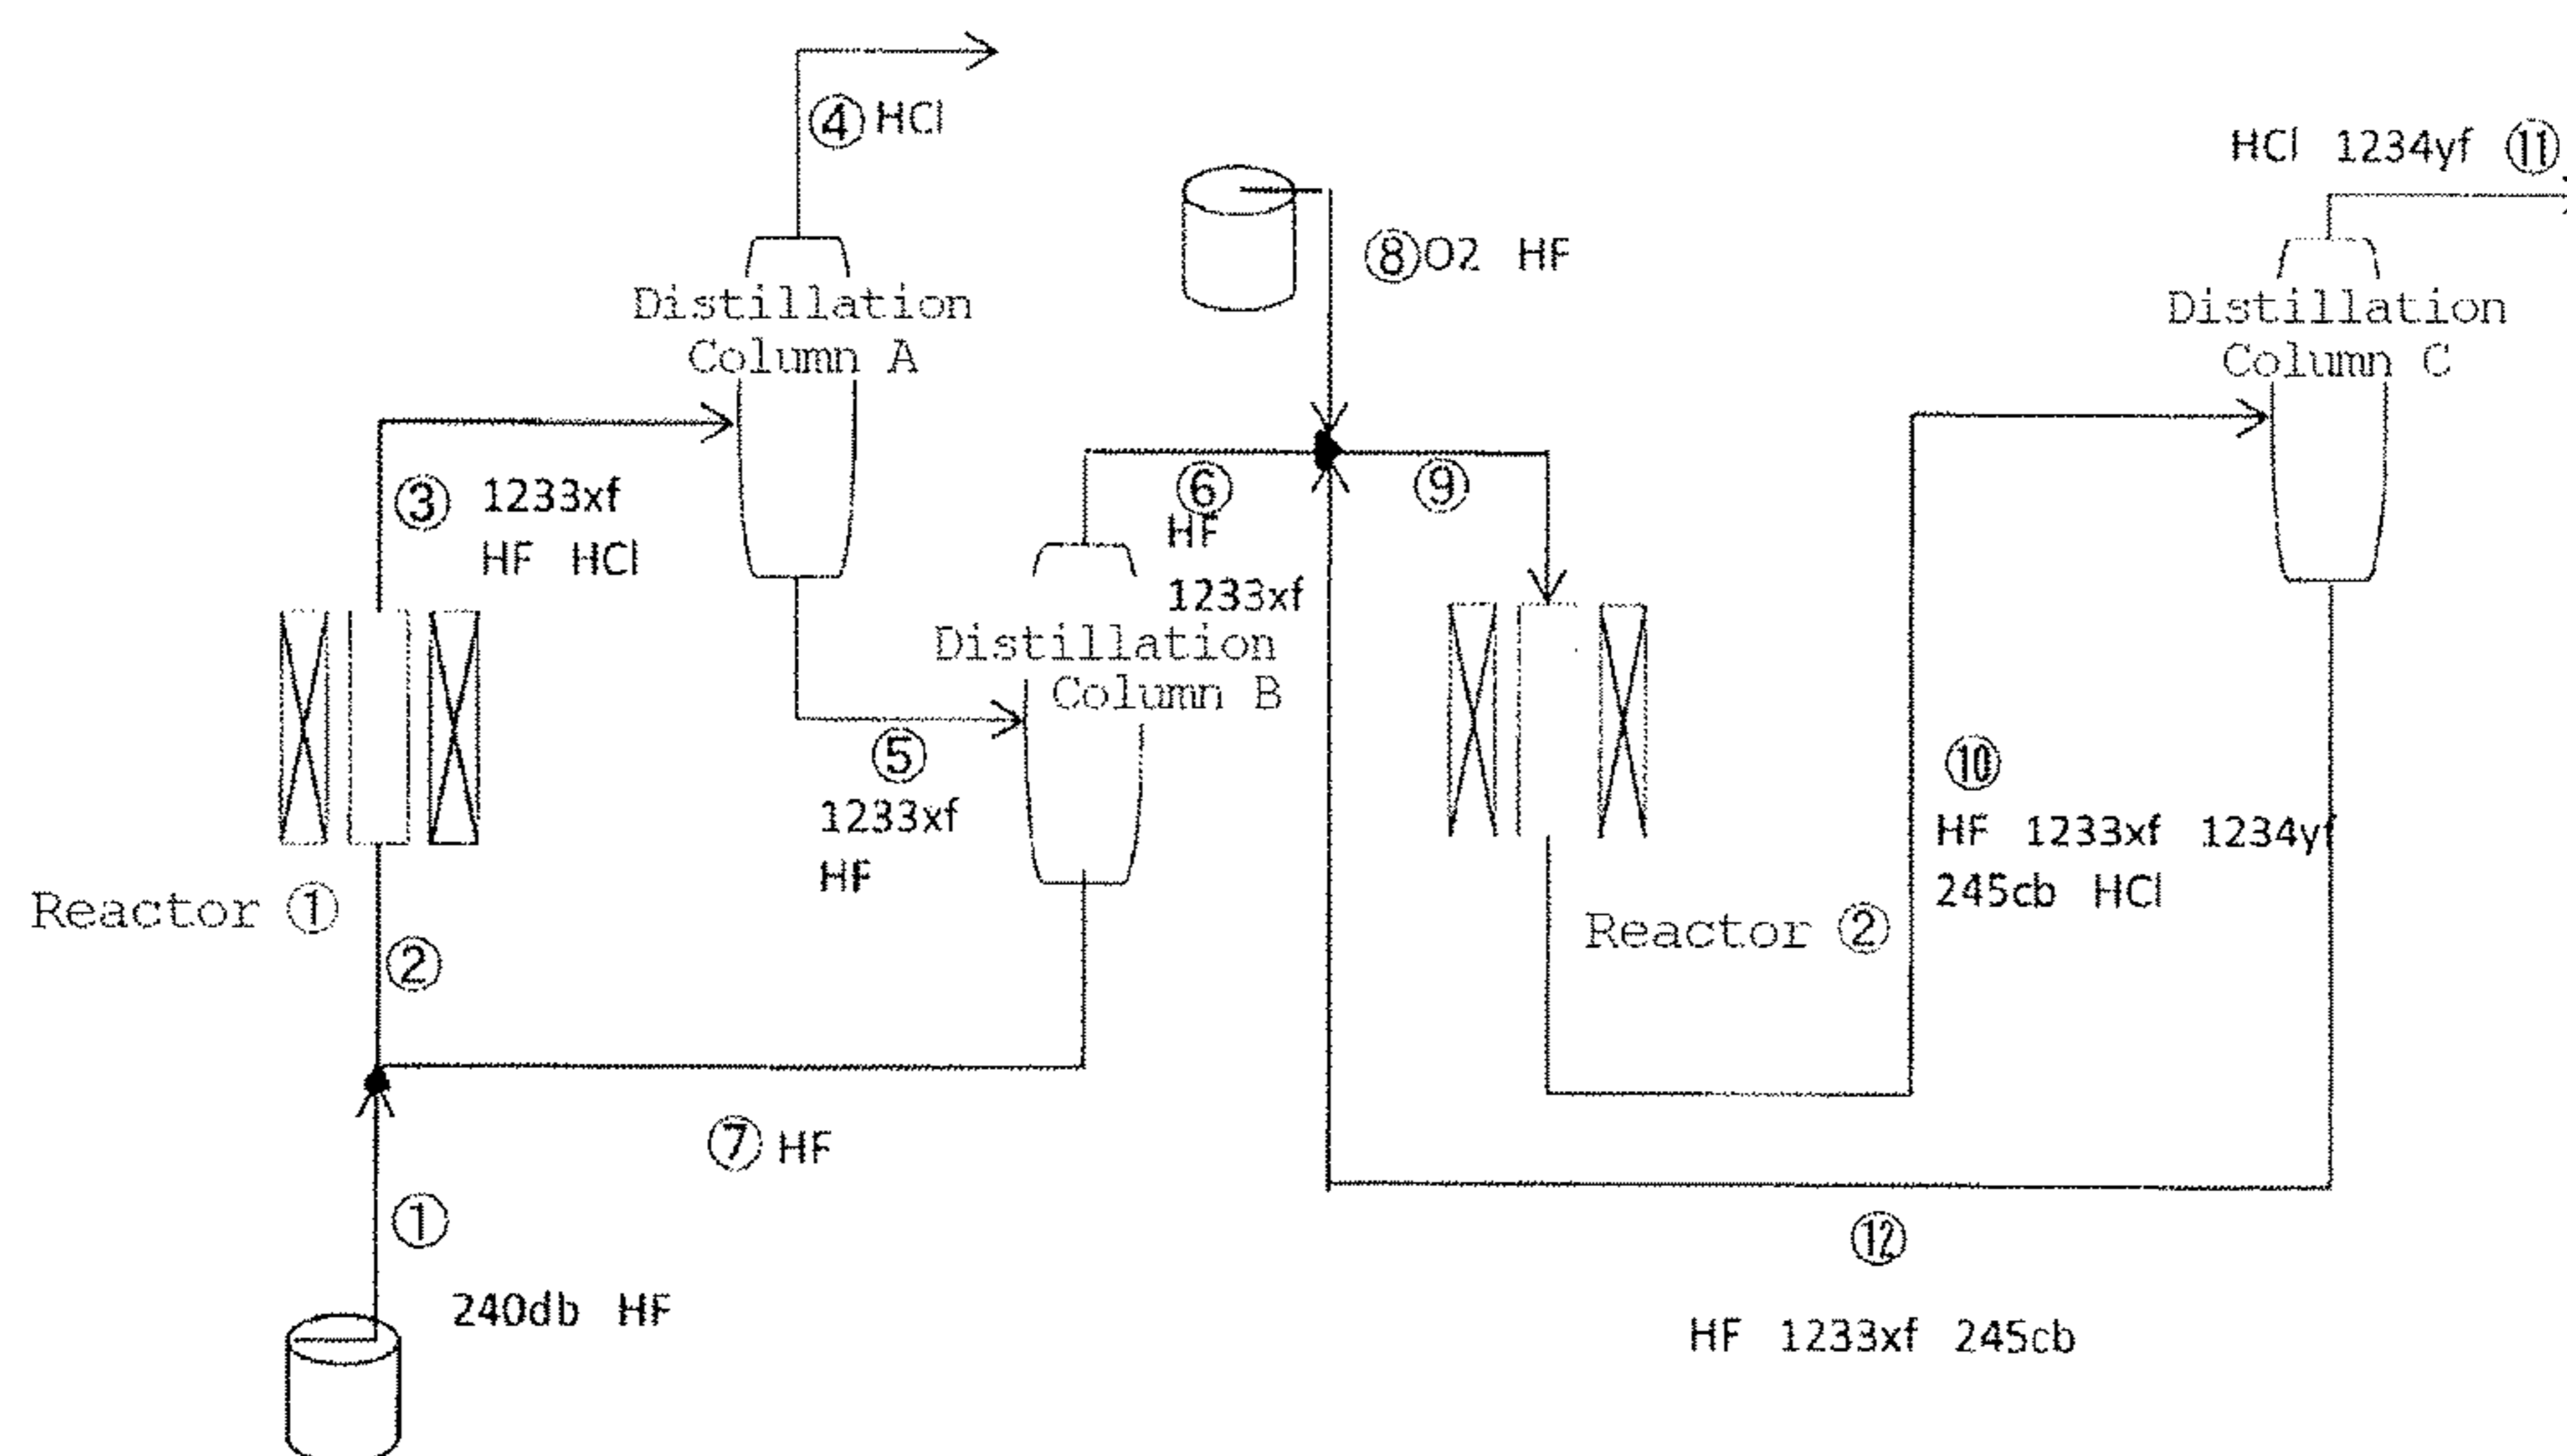 ④ HCl
HCl 1234yf ⑪
⑧ O2 HF
Distillation
Column A
Distillation
Column C
③ 1233xf
HF HCl
⑥
HF
1233xf
⑨
Distillation
Column B
⑤
1233xf
HF
⑩
HF 1233xf 1234yf
245cb HCl
Reactor ①
Reactor ②
②
⑦ HF
①
240db HF
⑫
HF 1233xf 245cb